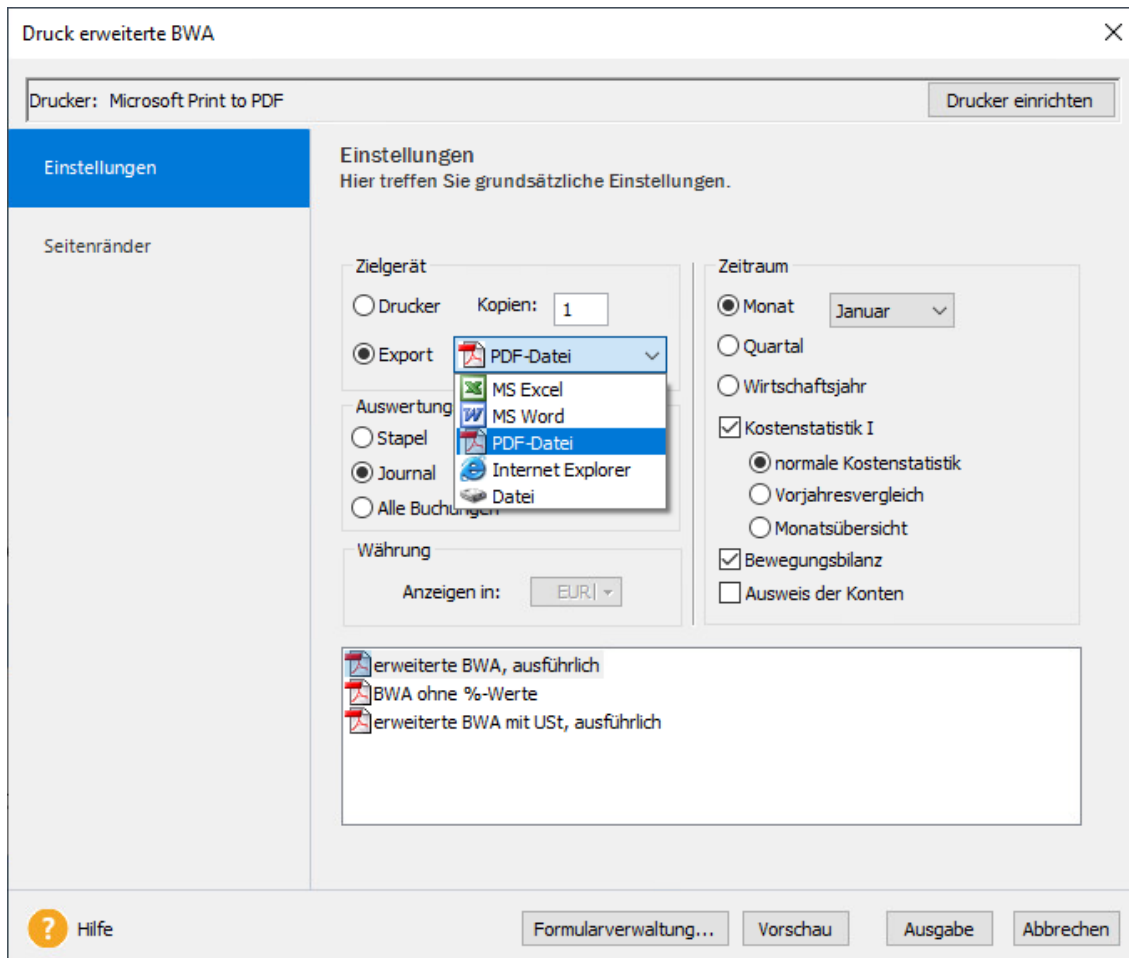 Druck erweiterte BWA
Drucker: Microsoft Print to PDF
Drucker einrichten
Einstellungen
Seitenränder
Einstellungen
Hier treffen Sie grundsätzliche Einstellungen.
Zielgerät
Drucker Kopien: 1
Export PDF-Datei
MS Excel
MS Word
PDF-Datei
Internet Explorer
Datei
Auswertung
Stapel
Journal
Alle Buchungen
Währung
Anzeigen in: EUR
Zeitraum
Monat Januar
Quartal
Wirtschaftsjahr
Kostenstatistik I
normale Kostenstatistik
Vorjahresvergleich
Monatsübersicht
Bewegungsbilanz
Ausweis der Konten
erweiterte BWA, ausführlich
BWA ohne %-Werte
erweiterte BWA mit USt, ausführlich
? Hilfe
Formularverwaltung... Vorschau Ausgabe Abbrechen